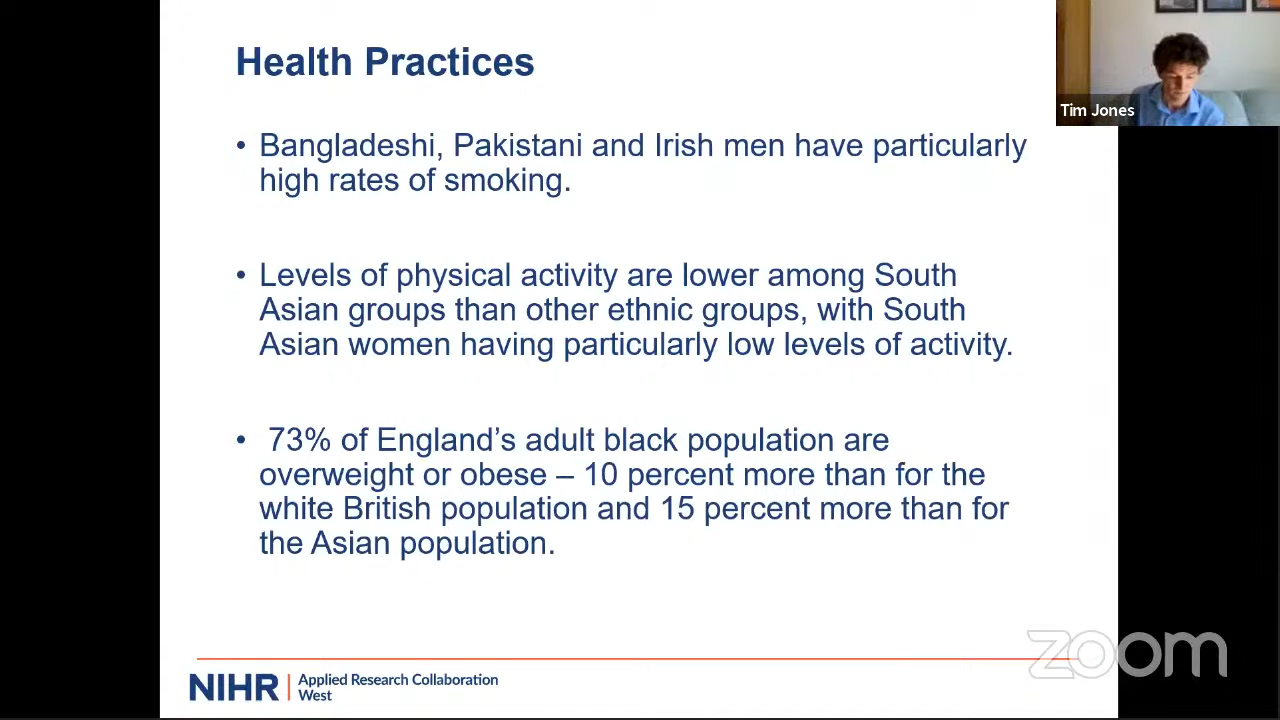 Health Practices
Tim Jones
• Bangladeshi, Pakistani and Irish men have particularly
high rates of smoking.
• Levels of physical activity are lower among South
Asian groups than other ethnic groups, with South
Asian women having particularly low levels of activity.
• 73% of England’s adult black population are
overweight or obese – 10 percent more than for the
white British population and 15 percent more than for
the Asian population.
zoom
NIHR | Applied Research Collaboration
West